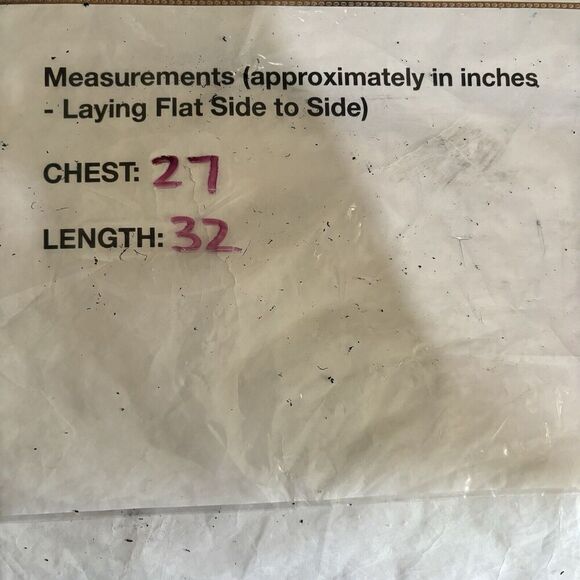 Measurements (approximately in inches
- Laying Flat Side to Side)
CHEST: 27
LENGTH: 32